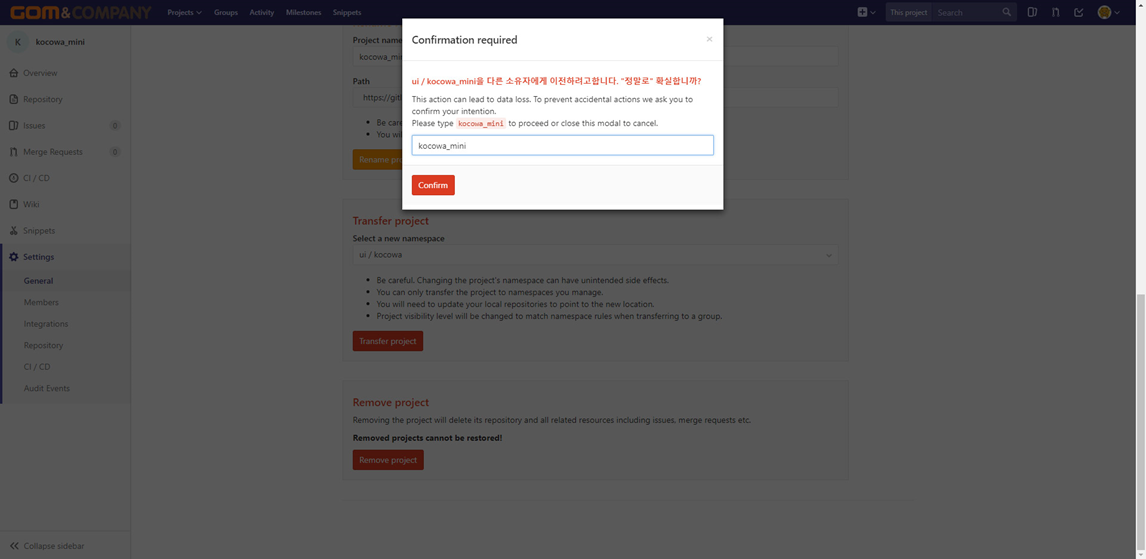 GOM&COMPANY Projects Groups Activity Milestones Snippets This project Search
K kocowa_mini
Overview
Repository
Issues 0
Merge Requests 0
CI / CD
Wiki
Snippets
Settings
General
Members
Integrations
Repository
CI / CD
Audit Events
Collapse sidebar
Project name
kocowa_mini
Path
Be
You
Rename
Confirmation required ×
ui / kocowa_mini을 다른 소유자에게 이전하려고합니다. "정말로" 확실합니까?
This action can lead to data loss. To prevent accidental actions we ask you to
confirm your intention.
Please type kocowa_mini to proceed or close this modal to cancel.
kocowa_mini
Confirm
Transfer project
Select a new namespace
ui / kocowa
Be careful. Changing the project's namespace can have unintended side effects.
You can only transfer the project to namespaces you manage.
You will need to update your local repositories to point to the new location.
Project visibility level will be changed to match namespace rules when transferring to a group.
Transfer project
Remove project
Removing the project will delete its repository and all related resources including issues, merge requests etc.
Removed projects cannot be restored!
Remove project